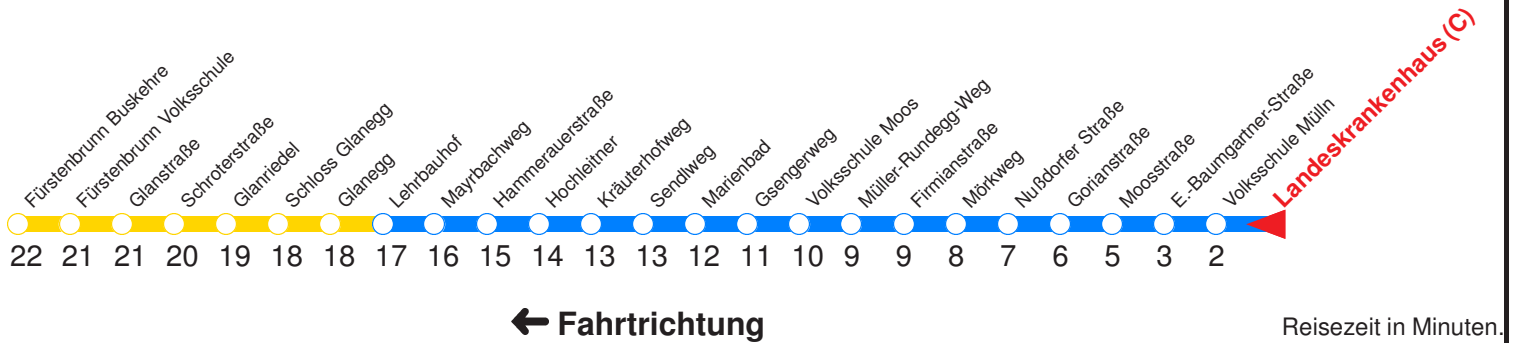 Fürstenbrunn Buskehre
Fürstenbrunn Volksschule
Glanstraße
Schroterstraße
Glanriedel
Schloss Glanegg
Glanegg
Lehrbauhof
Mayrbachweg
Hammerauerstraße
Hochleitner
Kräuterhofweg
Sendlweg
Marienbad
Gsengerweg
Volksschule Moos
Müller-Rundegg-Weg
Firmianstraße
Mörkweg
Nußdorfer Straße
Gorianstraße
Moosstraße
E.-Baumgartner-Straße
Volksschule Mülln
Landeskrankenhaus (C)
22 21 21 20 19 18 18 17 16 15 14 13 13 12 11 10 9 9 8 7 6 5 3 2
← Fahrtrichtung
Reisezeit in Minuten.